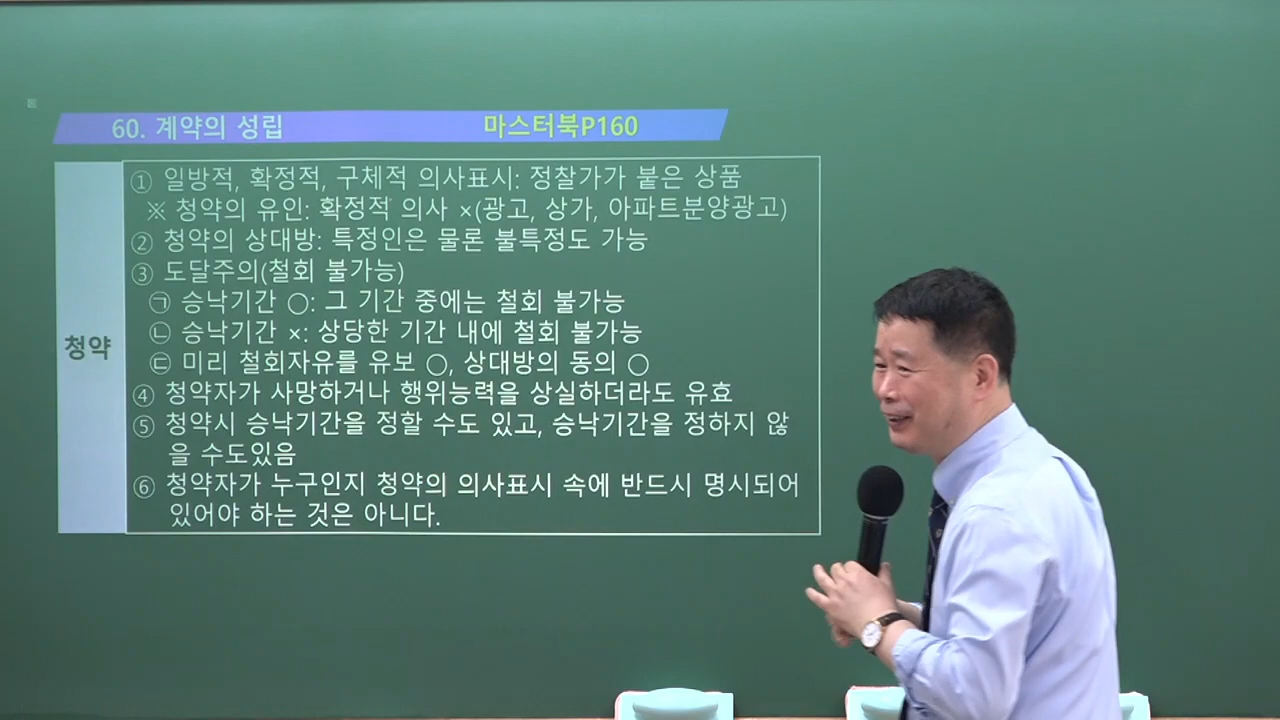 60. 계약의 성립 마스터북P160
청약
① 일방적, 확정적, 구체적 의사표시: 정찰가가 붙은 상품
※ 청약의 유인: 확정적 의사 ×(광고, 상가, 아파트분양광고)
② 청약의 상대방: 특정인은 물론 불특정도 가능
③ 도달주의(철회 불가능)
㉠ 승낙기간 ○: 그 기간 중에는 철회 불가능
㉡ 승낙기간 ×: 상당한 기간 내에 철회 불가능
㉢ 미리 철회자유를 유보 ○, 상대방의 동의 ○
④ 청약자가 사망하거나 행위능력을 상실하더라도 유효
⑤ 청약시 승낙기간을 정할 수도 있고, 승낙기간을 정하지 않
을 수도있음
⑥ 청약자가 누구인지 청약의 의사표시 속에 반드시 명시되어
있어야 하는 것은 아니다.